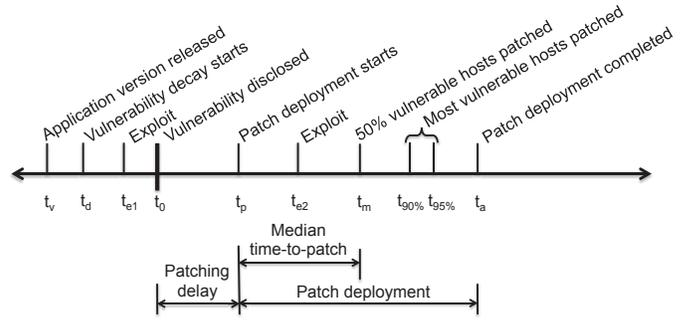 Application version released
Vulnerability decay starts
Exploit
Vulnerability disclosed
Patch deployment starts
Exploit
50% vulnerable hosts patched
Most vulnerable hosts patched
Patch deployment completed
tv td te1 t0 tp te2 tm t90% t95% ta
Median
time-to-patch
Patching
delay
Patch deployment